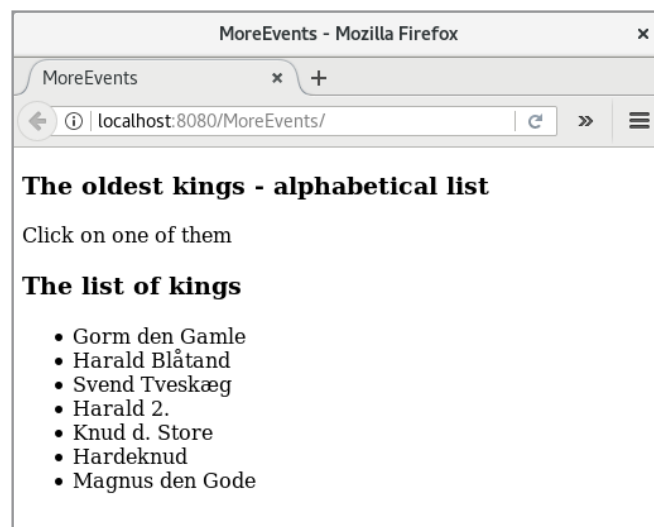 MoreEvents - Mozilla Firefox
MoreEvents
localhost:8080/MoreEvents/
The oldest kings - alphabetical list
Click on one of them
The list of kings
• Gorm den Gamle
• Harald Blåtand
• Svend Tveskæg
• Harald 2.
• Knud d. Store
• Hardeknud
• Magnus den Gode